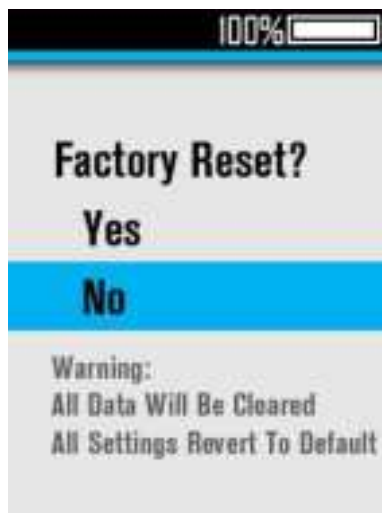 100%
Factory Reset?
Yes
No
Warning:
All Data Will Be Cleared
All Settings Revert To Default